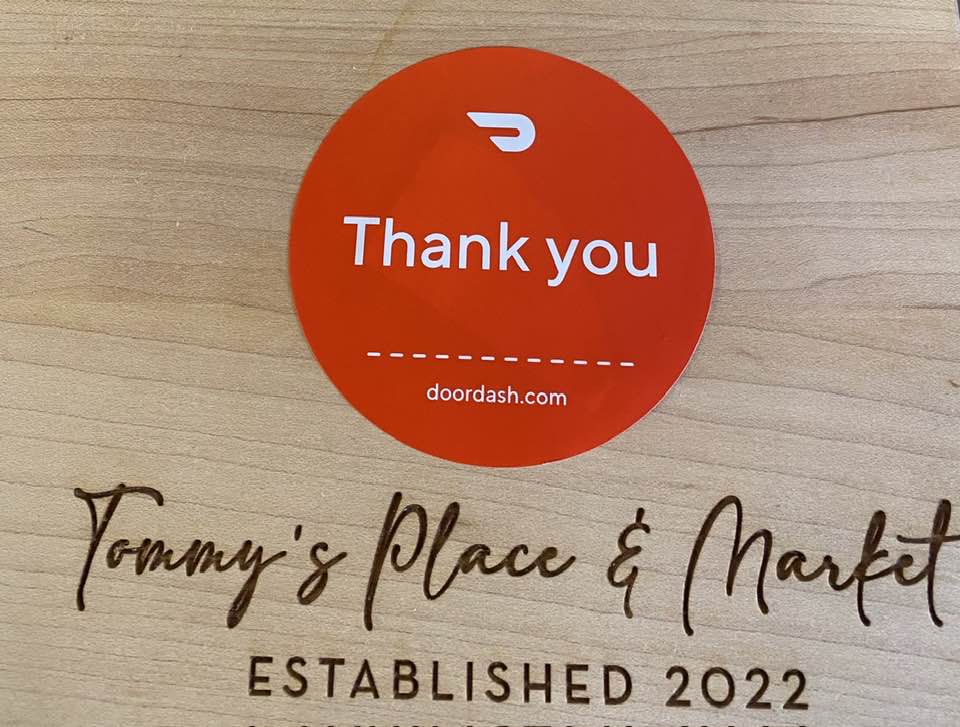 Thank you
doordash.com
Tommy's Place & Market
ESTABLISHED 2022